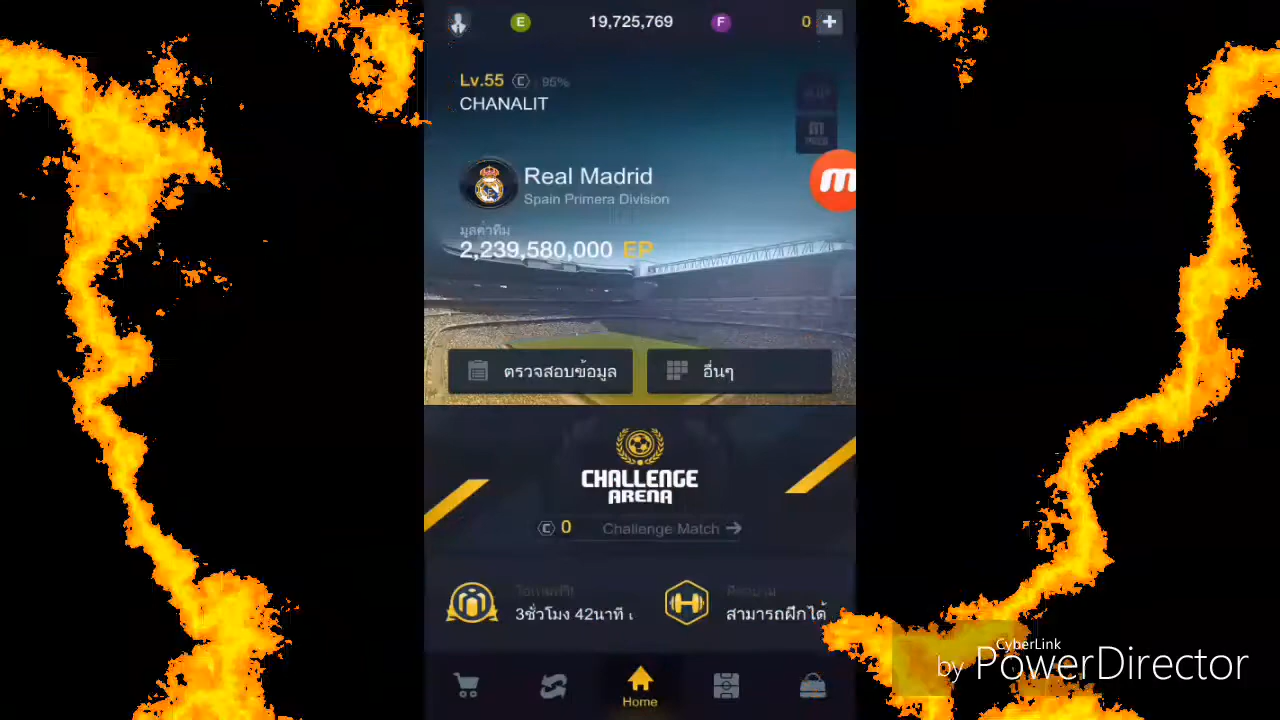 E 19,725,769 F 0 +
Lv.55 C 95%
CHANALIT
Real Madrid
Spain Primera Division
มูลค่าทีม
2,239,580,000 EP
ตรวจสอบข้อมูล
อื่นๆ
CHALLENGE
ARENA
C 0 Challenge Match →
3ชั่วโมง 42นาที เ
สามารถฝึกได้
Home
CyberLink
by PowerDirector